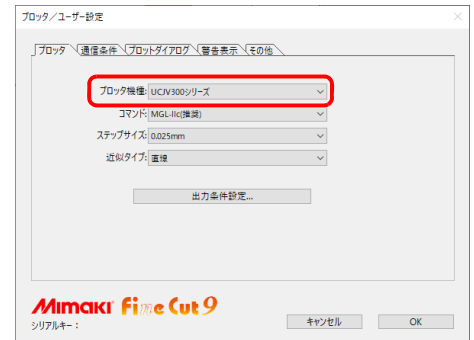 プロッタ／ユーザー設定
プロッタ 通信条件 プロットダイアログ 警告表示 その他
プロッタ機種: UCJV300シリーズ
コマンド: MGL-IIc(推奨)
ステップサイズ: 0.025mm
近似タイプ: 直線
出力条件設定...
Mimaki Fine Cut 9
シリアルキー：
キャンセル OK